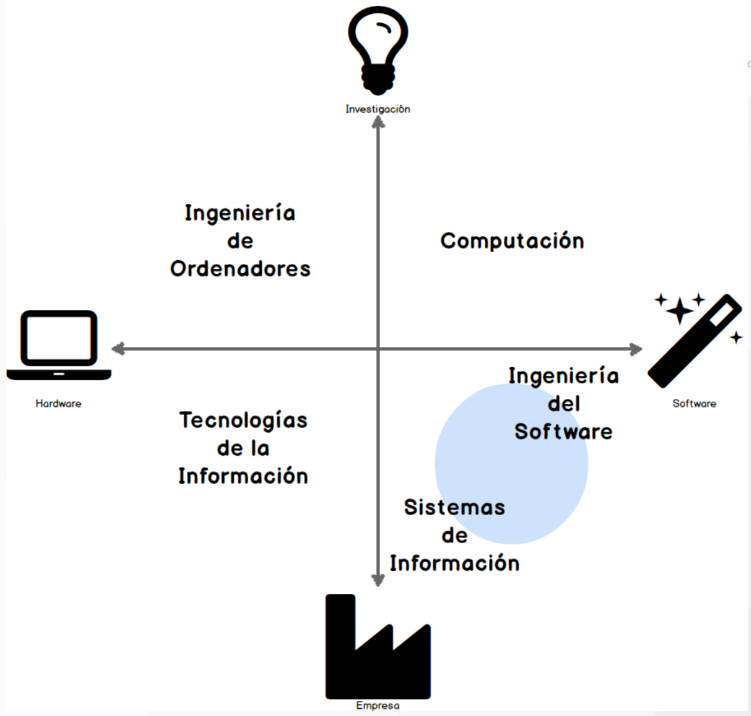 Investigación
Ingeniería
de
Ordenadores
Computación
Hardware
Software
Ingeniería
del
Software
Tecnologías
de la
Información
Sistemas
de
Información
Empresa